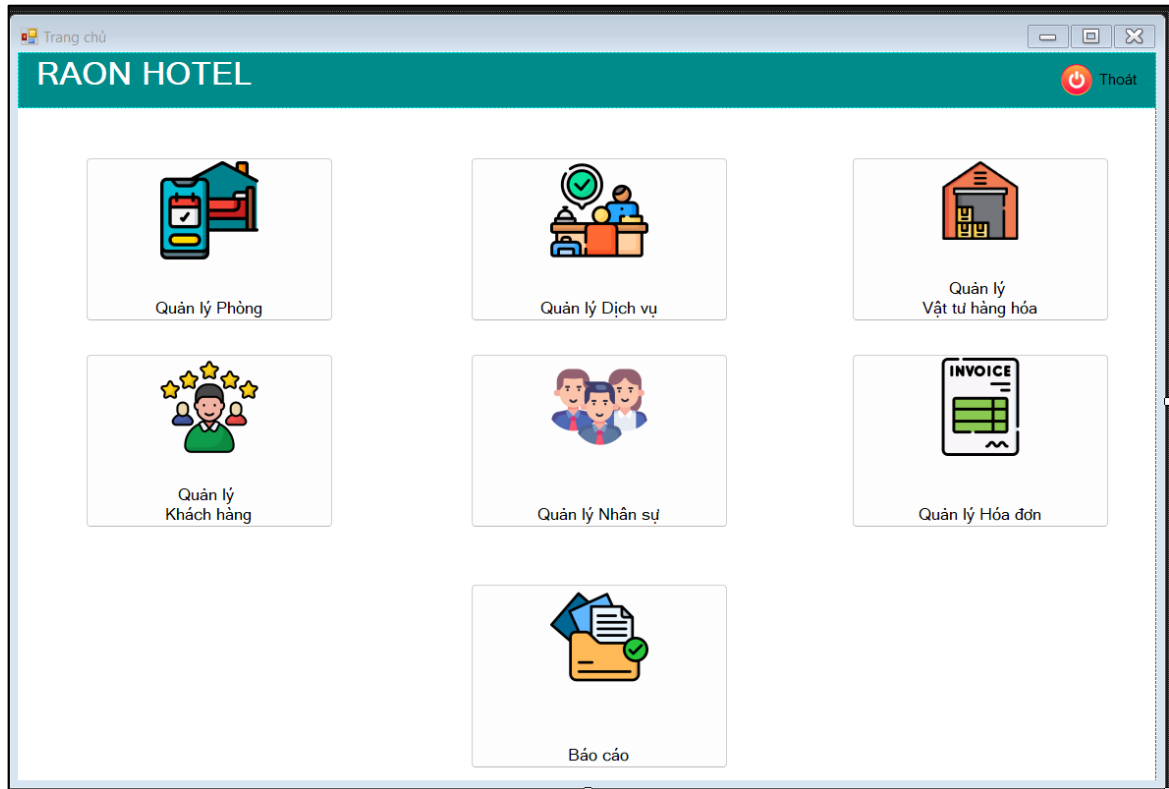 Trang chủ
RAON HOTEL
Thoát
Quản lý Phòng
Quản lý Dịch vụ
Quản lý
Vật tư hàng hóa
Quản lý
Khách hàng
Quản lý Nhân sự
INVOICE
Quản lý Hóa đơn
Báo cáo